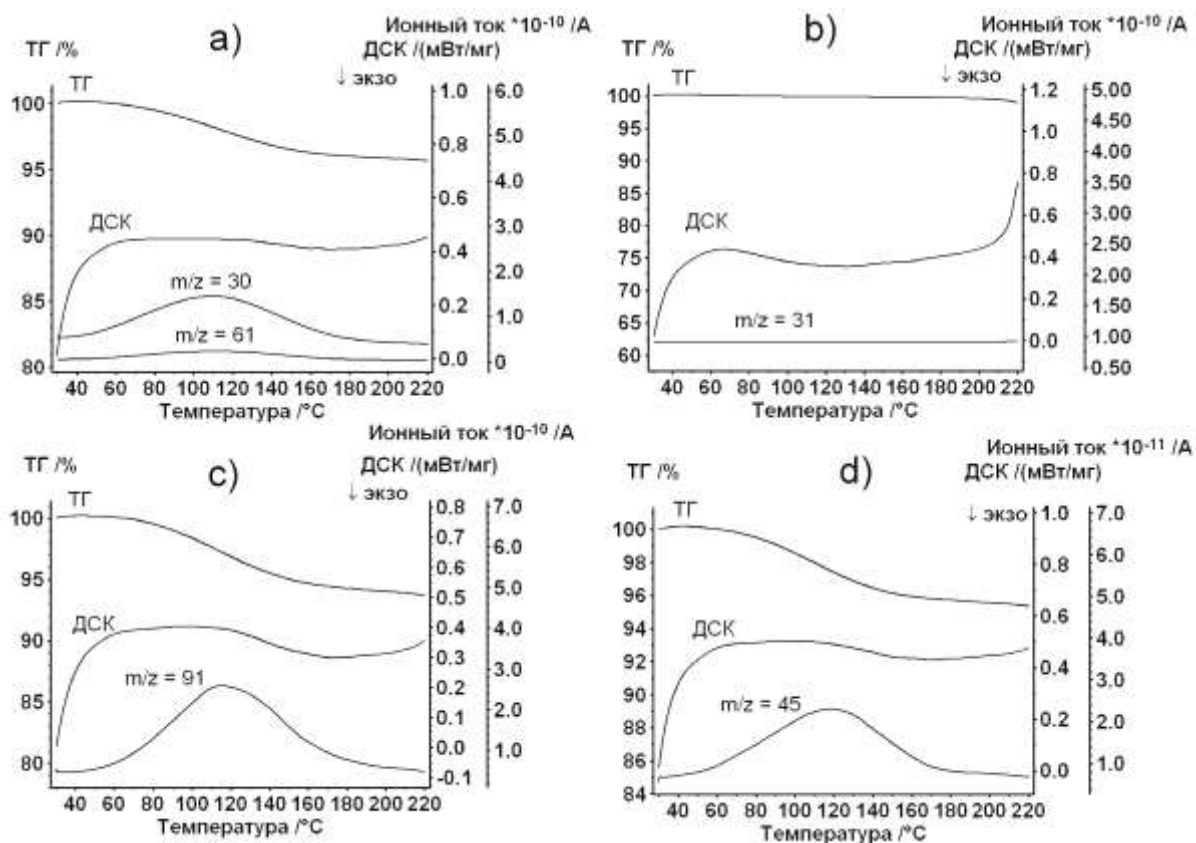 a)
Ионный ток *10⁻¹⁰ /А
ТГ /%
ДСК /(мВт/мг)
↓ экзо
ТГ
ДСК
m/z = 30
m/z = 61
100
95
90
85
80
1.0
0.8
0.6
0.4
0.2
0.0
6.0
5.0
4.0
3.0
2.0
1.0
0
40 60 80 100 120 140 160 180 200 220
Температура /°C
b)
Ионный ток *10⁻¹⁰ /А
ТГ /%
ДСК /(мВт/мг)
↓ экзо
ТГ
ДСК
m/z = 31
100
95
90
85
80
75
70
65
60
1.2
1.0
0.8
0.6
0.4
0.2
0.0
5.00
4.50
4.00
3.50
3.00
2.50
2.00
1.50
1.00
0.50
40 60 80 100 120 140 160 180 200 220
Температура /°C
c)
Ионный ток *10⁻¹⁰ /А
ТГ /%
ДСК /(мВт/мг)
↓ экзо
ТГ
ДСК
m/z = 91
100
95
90
85
80
0.8
0.7
0.6
0.5
0.4
0.3
0.2
0.1
0.0
-0.1
7.0
6.0
5.0
4.0
3.0
2.0
1.0
40 60 80 100 120 140 160 180 200 220
Температура /°C
d)
Ионный ток *10⁻¹¹ /А
ТГ /%
ДСК /(мВт/мг)
↓ экзо
ТГ
ДСК
m/z = 45
100
98
96
94
92
90
88
86
84
1.0
0.8
0.6
0.4
0.2
0.0
7.0
6.0
5.0
4.0
3.0
2.0
1.0
40 60 80 100 120 140 160 180 200 220
Температура /°C